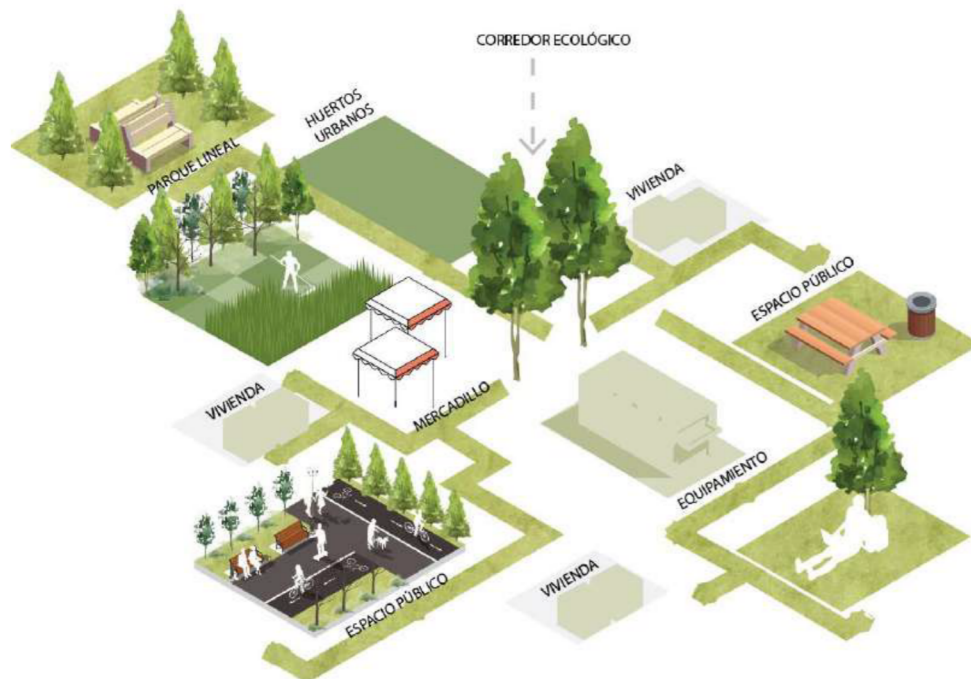 CORREDOR ECOLÓGICO
HUERTOS
URBANOS
PARQUE LINEAL
VIVIENDA
ESPACIO PÚBLICO
VIVIENDA
MERCADILLO
EQUIPAMIENTO
VIVIENDA
ESPACIO PÚBLICO